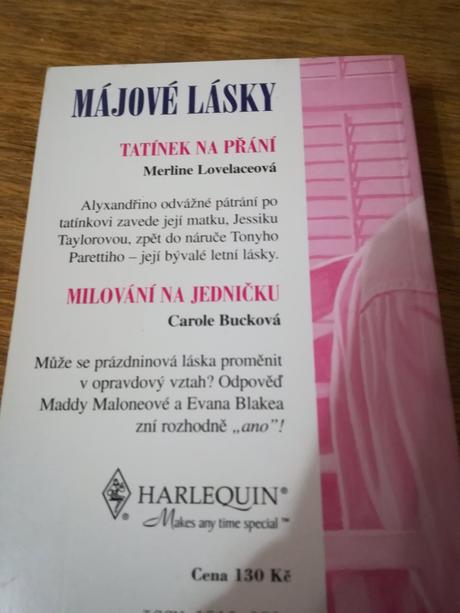 MÁJOVÉ LÁSKY
TATÍNEK NA PŘÁNÍ
Merline Lovelaceová
Alyxandřino odvážné pátrání po
tatínkovi zavede její matku, Jessiku
Taylorovou, zpět do náruče Tonyho
Parettiho – její bývalé letní lásky.
MILOVÁNÍ NA JEDNIČKU
Carole Bucková
Může se prázdninová láska proměnit
v opravdový vztah? Odpověď
Maddy Maloneové a Evana Blakea
zní rozhodně „ano"!
HARLEQUIN®
Makes any time special™
Cena 130 Kč